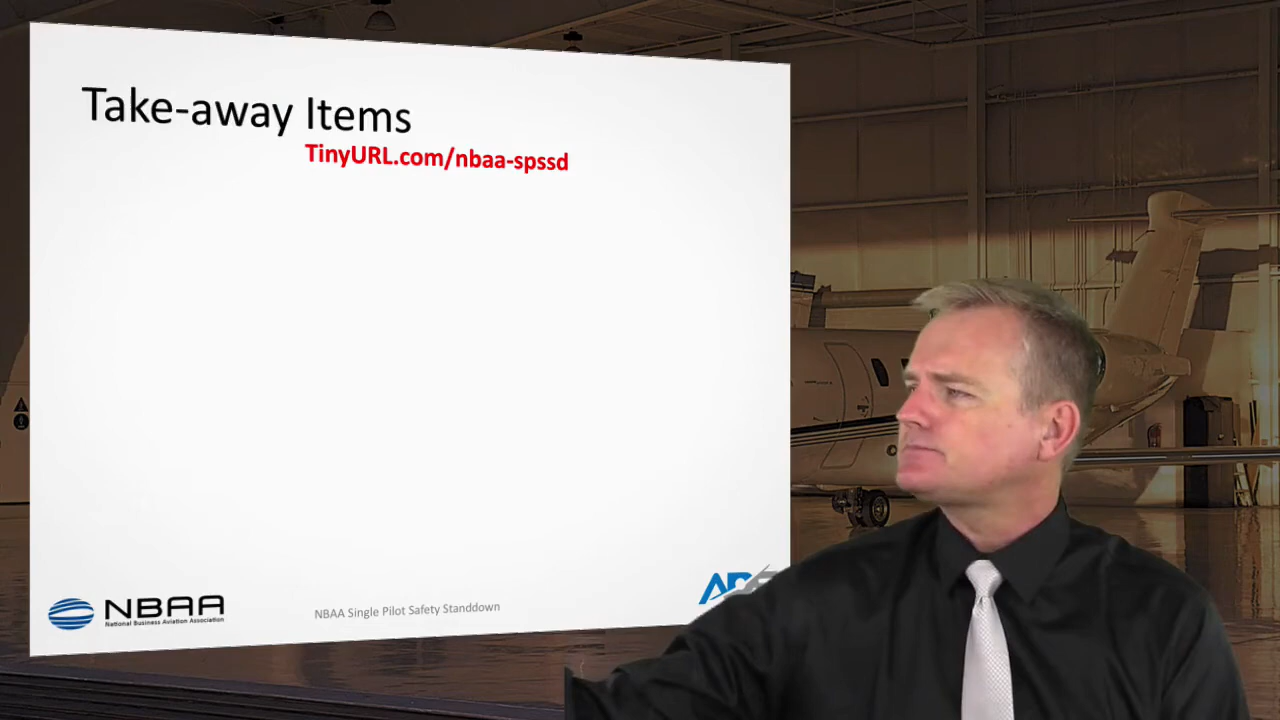 Take-away Items
TinyURL.com/nbaa-spssd
NBAA
National Business Aviation Association
NBAA Single Pilot Safety Standdown